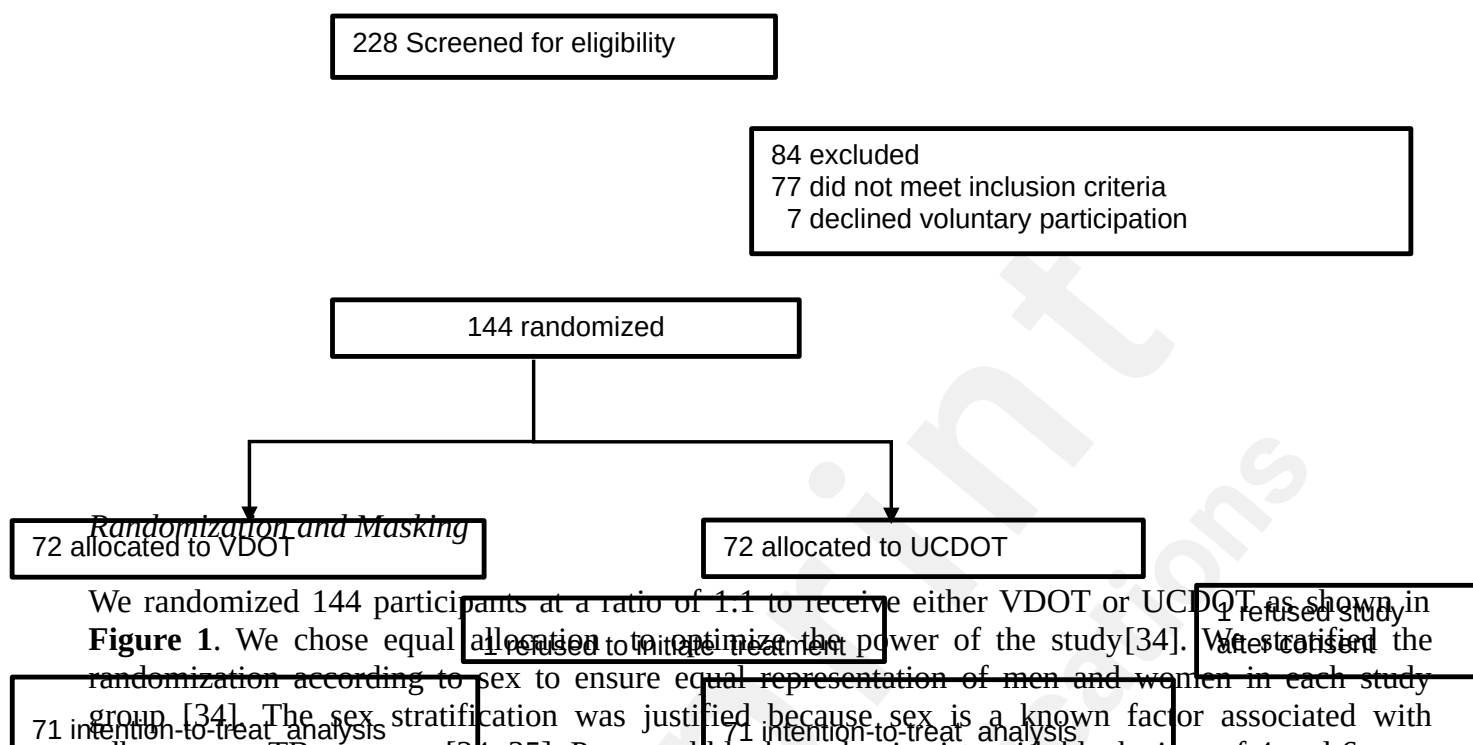 228 Screened for eligibility
84 excluded
77 did not meet inclusion criteria
7 declined voluntary participation
144 randomized
Randomization and Masking
72 allocated to VDOT
72 allocated to UCDOT
We randomized 144 participants at a ratio of 1:1 to receive either VDOT or UCDOT as shown in
1 refused study
after consent
Figure 1. We chose equal allocation to optimize the power of the study[34]. We stratified the
1 refused to initiate treatment
randomization according to sex to ensure equal representation of men and women in each study
group [34]. The sex stratification was justified because sex is a known factor associated with
71 intention-to-treat analysis
71 intention-to-treat analysis
print